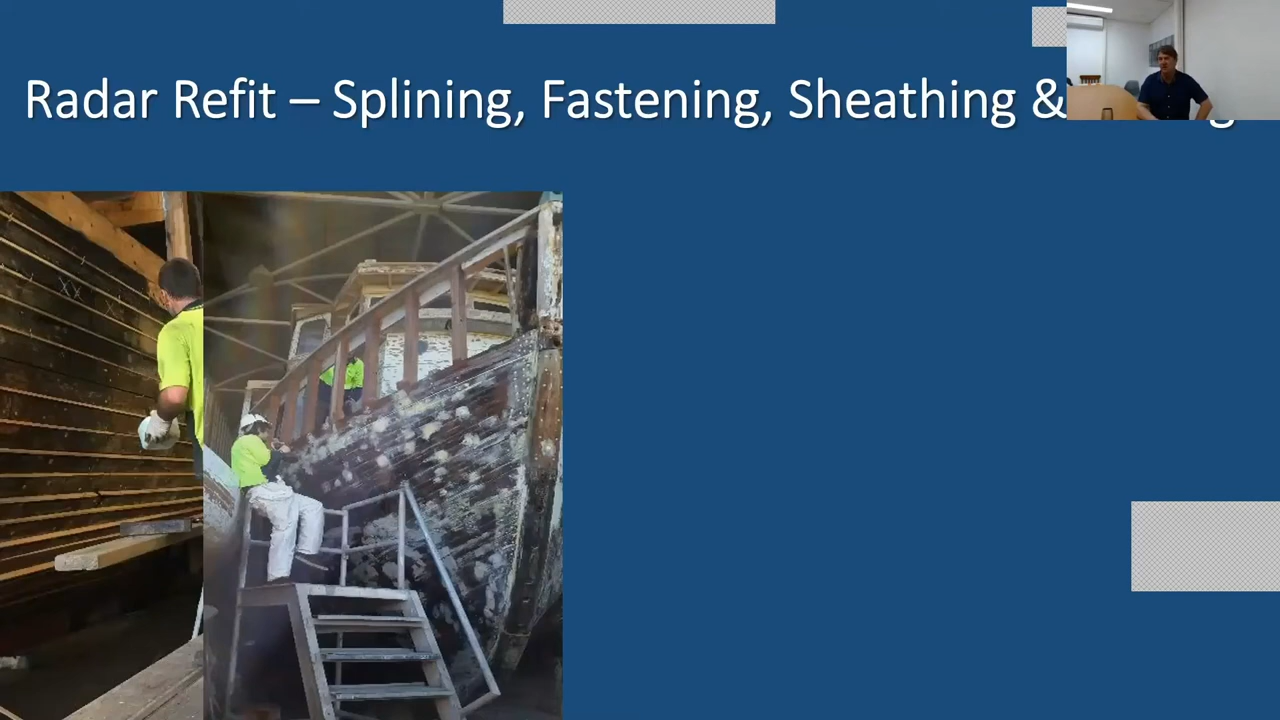 Radar Refit – Splining, Fastening, Sheathing &